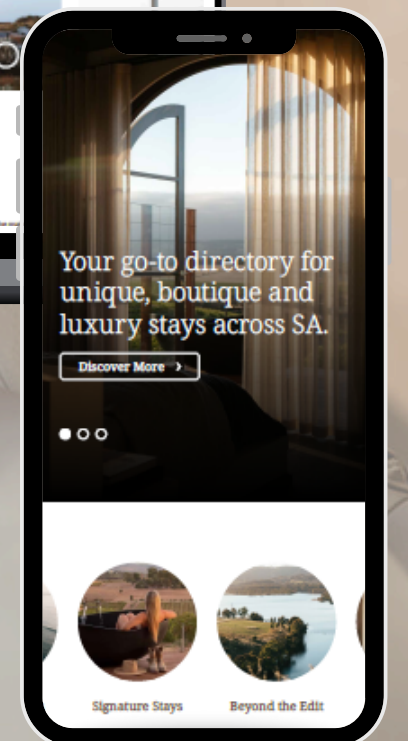 Your go-to directory for
unique, boutique and
luxury stays across SA.
Discover More >
Signature Stays
Beyond the Edit